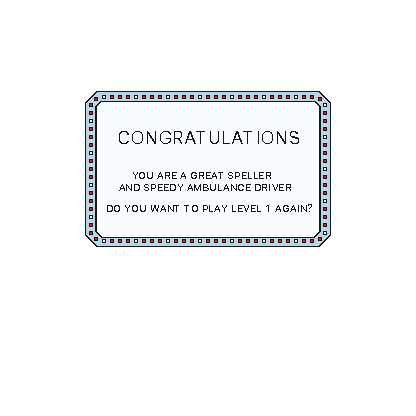 CONGRATULATIONS
YOU ARE A GREAT SPELLER
AND SPEEDY AMBULANCE DRIVER
DO YOU WANT TO PLAY LEVEL 1 AGAIN?